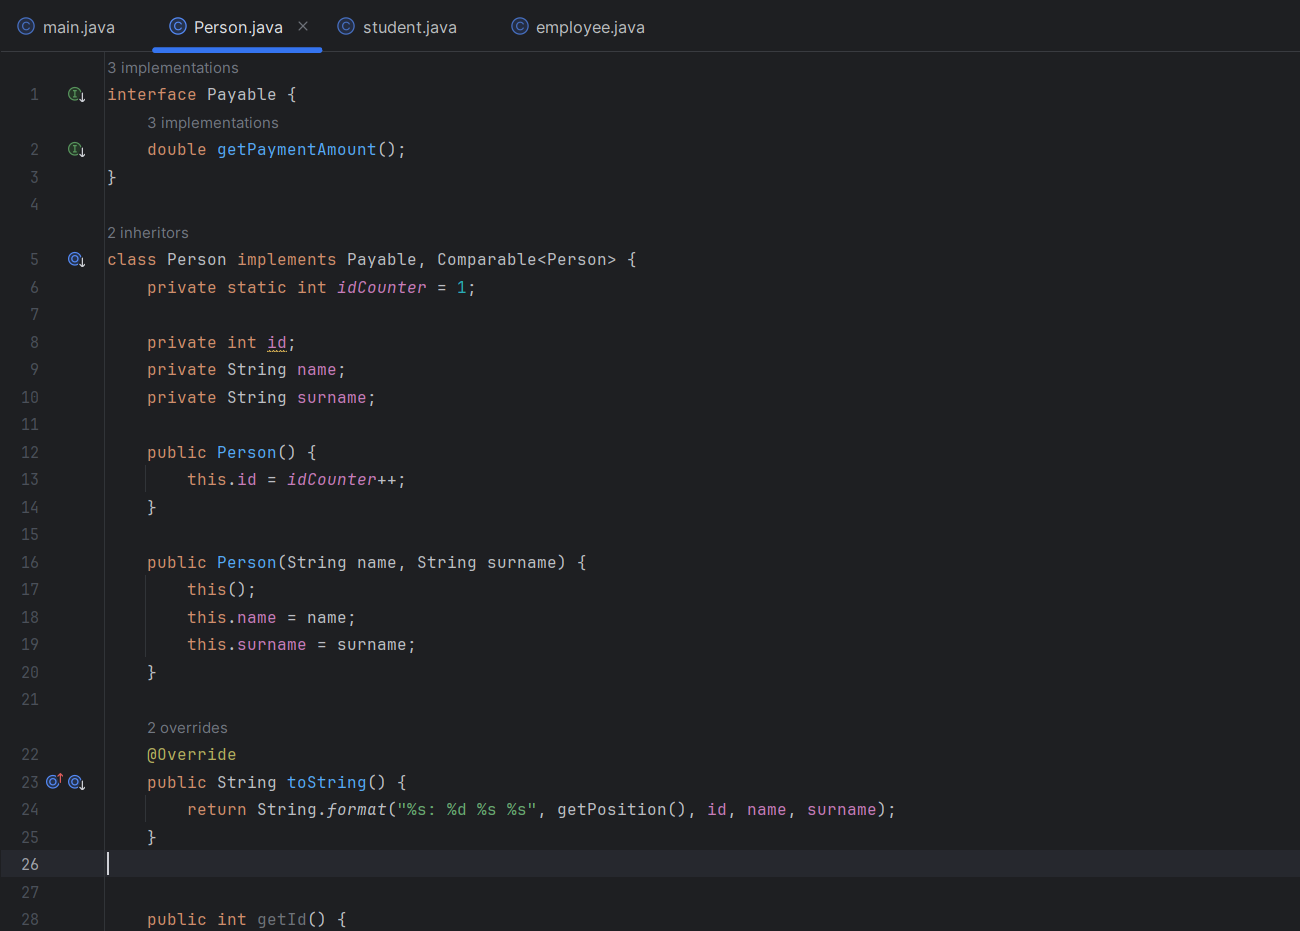 main.java Person.java student.java employee.java
3 implementations
1 interface Payable {
3 implementations
2 double getPaymentAmount();
3 }
4
2 inheritors
5 class Person implements Payable, Comparable<Person> {
6 private static int idCounter = 1;
7
8 private int id;
9 private String name;
10 private String surname;
11
12 public Person() {
13 this.id = idCounter++;
14 }
15
16 public Person(String name, String surname) {
17 this();
18 this.name = name;
19 this.surname = surname;
20 }
21
2 overrides
22 @Override
23 public String toString() {
24 return String.format("%s: %d %s %s", getPosition(), id, name, surname);
25 }
26
27
28 public int getId() {